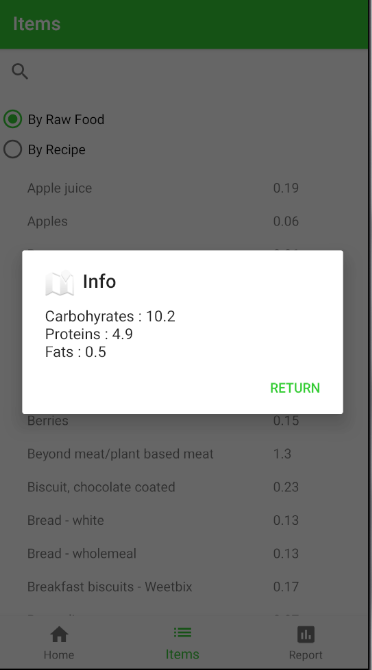 Items
By Raw Food
By Recipe
Apple juice 0.19
Apples 0.06
Info
Carbohyrates : 10.2
Proteins : 4.9
Fats : 0.5
RETURN
Berries 0.15
Beyond meat/plant based meat 1.3
Biscuit, chocolate coated 0.23
Bread - white 0.13
Bread - wholemeal 0.13
Breakfast biscuits - Weetbix 0.17
Home
Items
Report